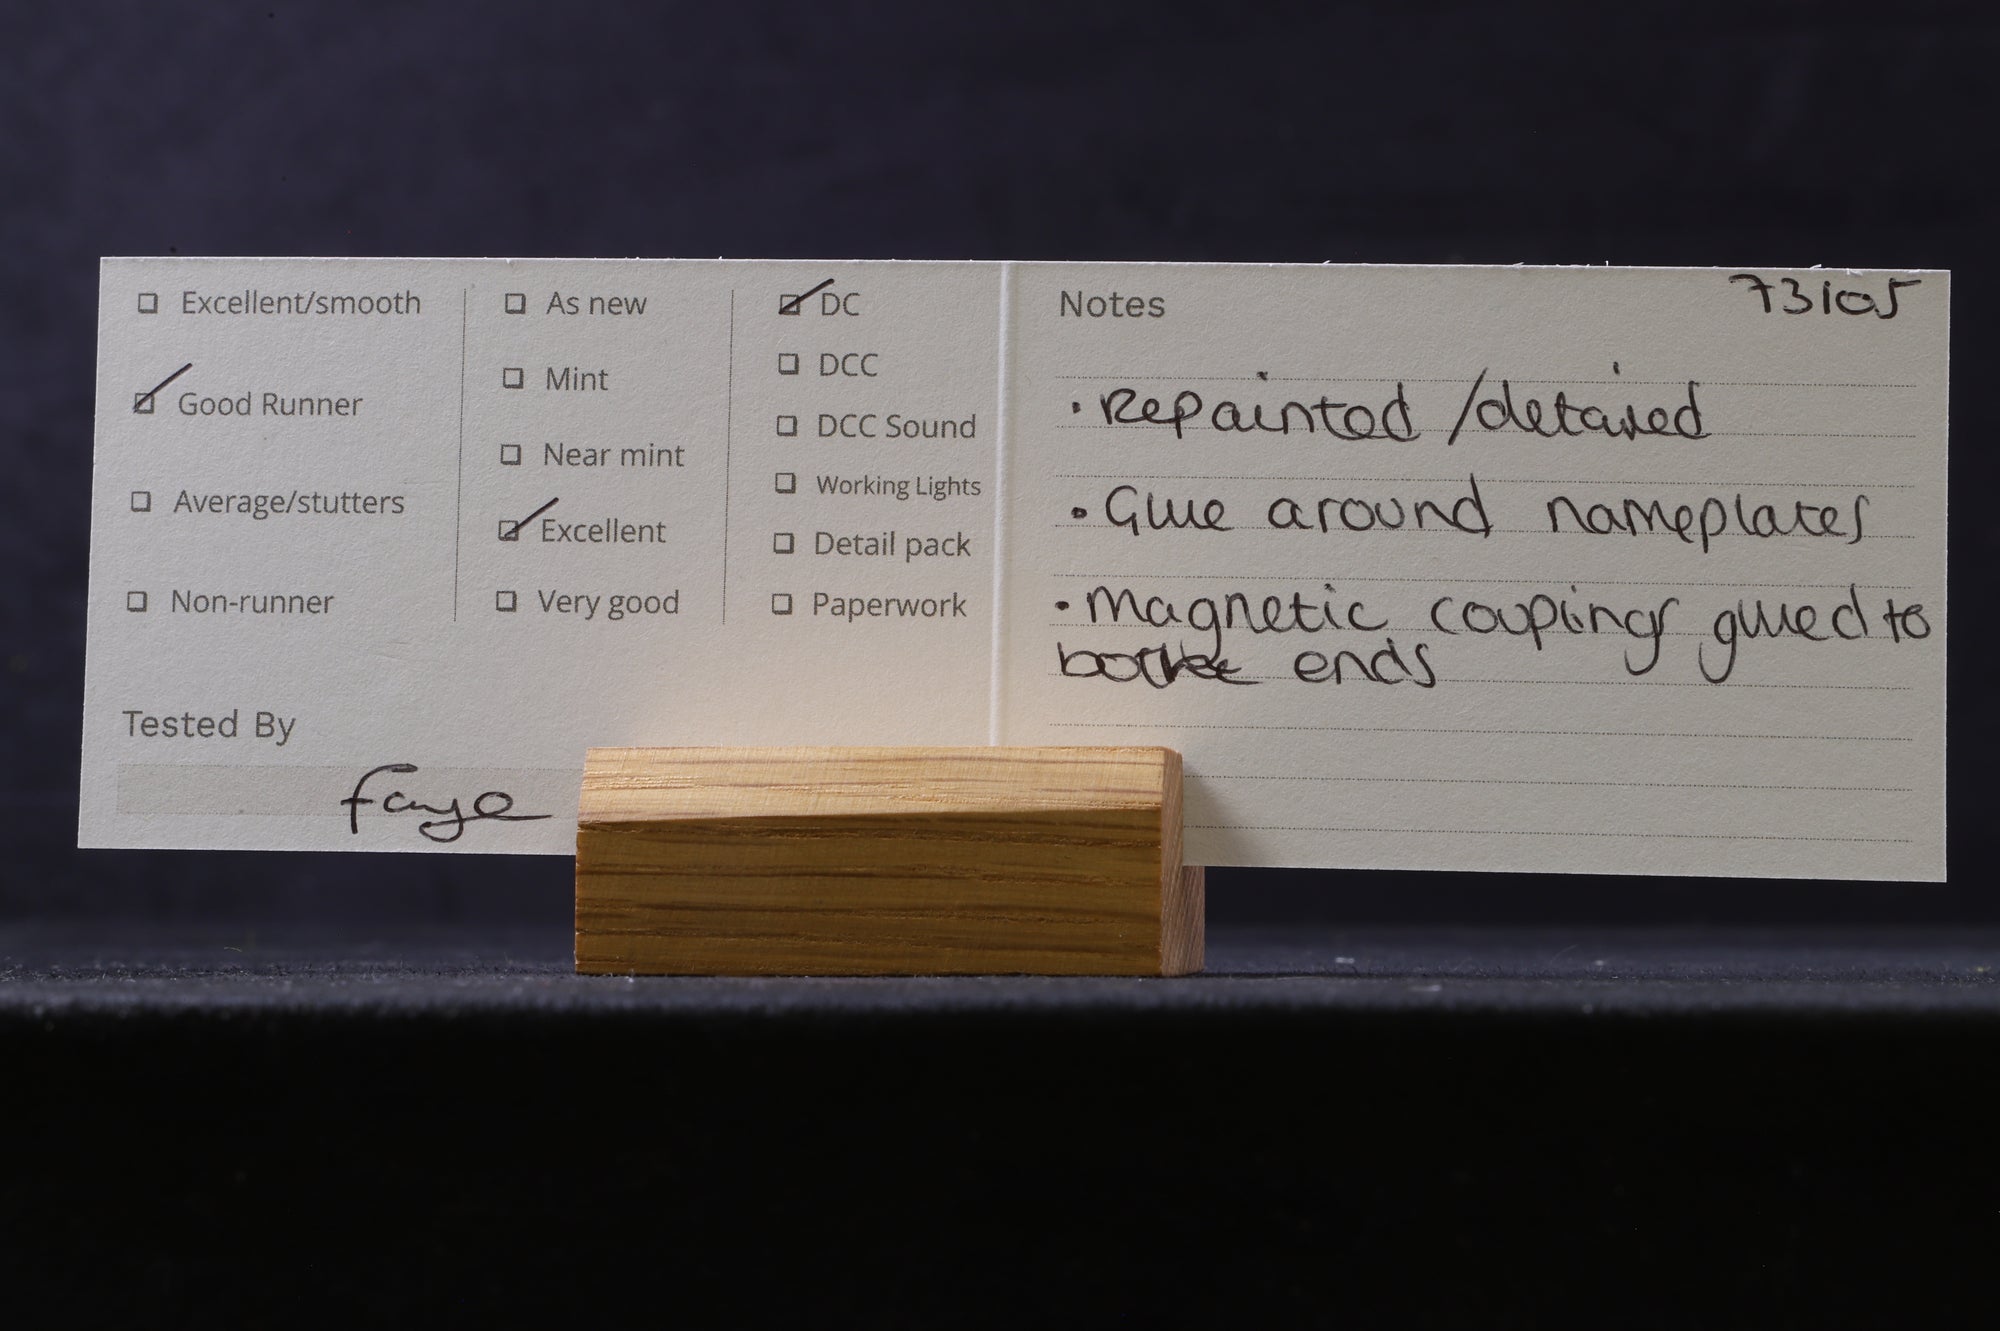 Excellent/smooth
Good Runner
Average/stutters
Non-runner
As new
Mint
Near mint
Excellent
Very good
DC
DCC
DCC Sound
Working Lights
Detail pack
Paperwork
Tested By
Faye
Notes
73105
• Repainted/detailed
• Glue around nameplates
• Magnetic couplings glued to
ends